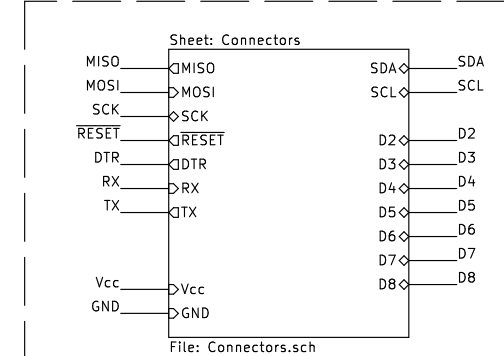 Sheet: Connectors
MISO MISO SDA SDA
MOSI MOSI SCL SCL
SCK SCK
RESET RESET D2 D2
DTR DTR D3 D3
RX RX D4 D4
TX TX D5 D5
D6 D6
D7 D7
Vcc Vcc D8 D8
GND GND
File: Connectors.sch